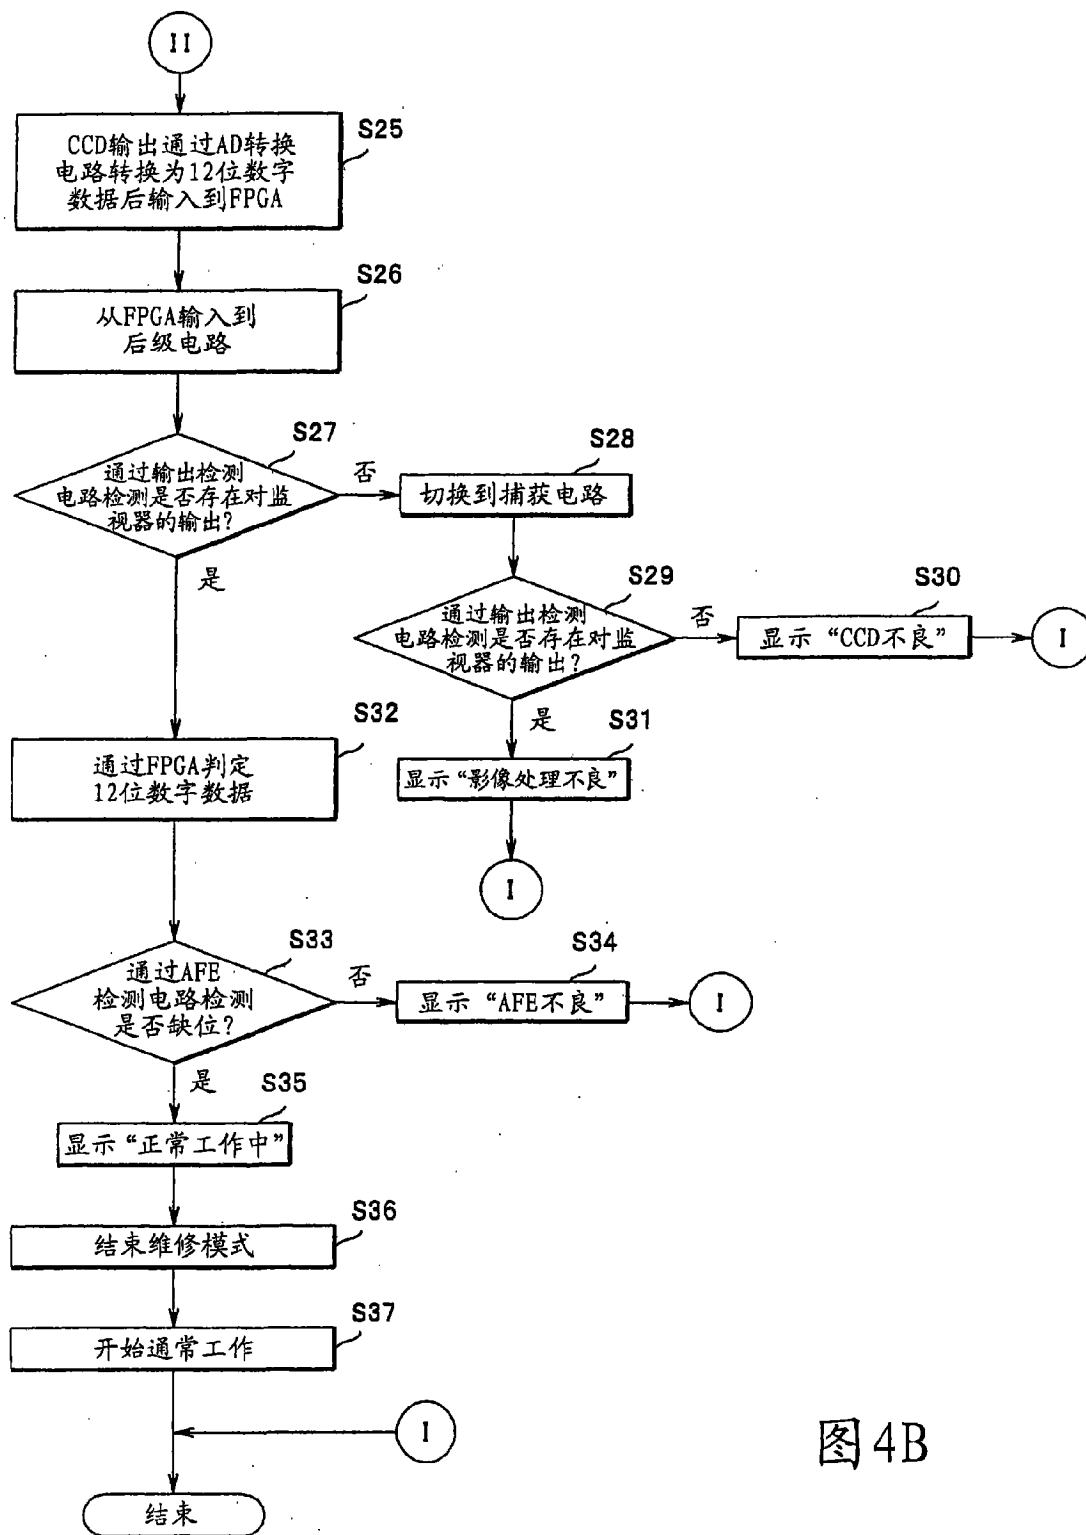 II
S25
CCD输出通过AD转换
电路转换为12位数字
数据后输入到FPGA
S26
从FPGA输入到
后级电路
S27
通过输出检测
电路检测是否存在对监
视器的输出？
否
是
S28
切换到捕获电路
S29
通过输出检测
电路检测是否存在对监
视器的输出？
否
是
S30
显示“CCD不良”
I
S31
显示“影像处理不良”
I
S32
通过FPGA判定
12位数字数据
S33
通过AFE
检测电路检测
是否缺位？
否
是
S34
显示“AFE不良”
I
S35
显示“正常工作中”
S36
结束维修模式
S37
开始通常工作
I
结束
图4B